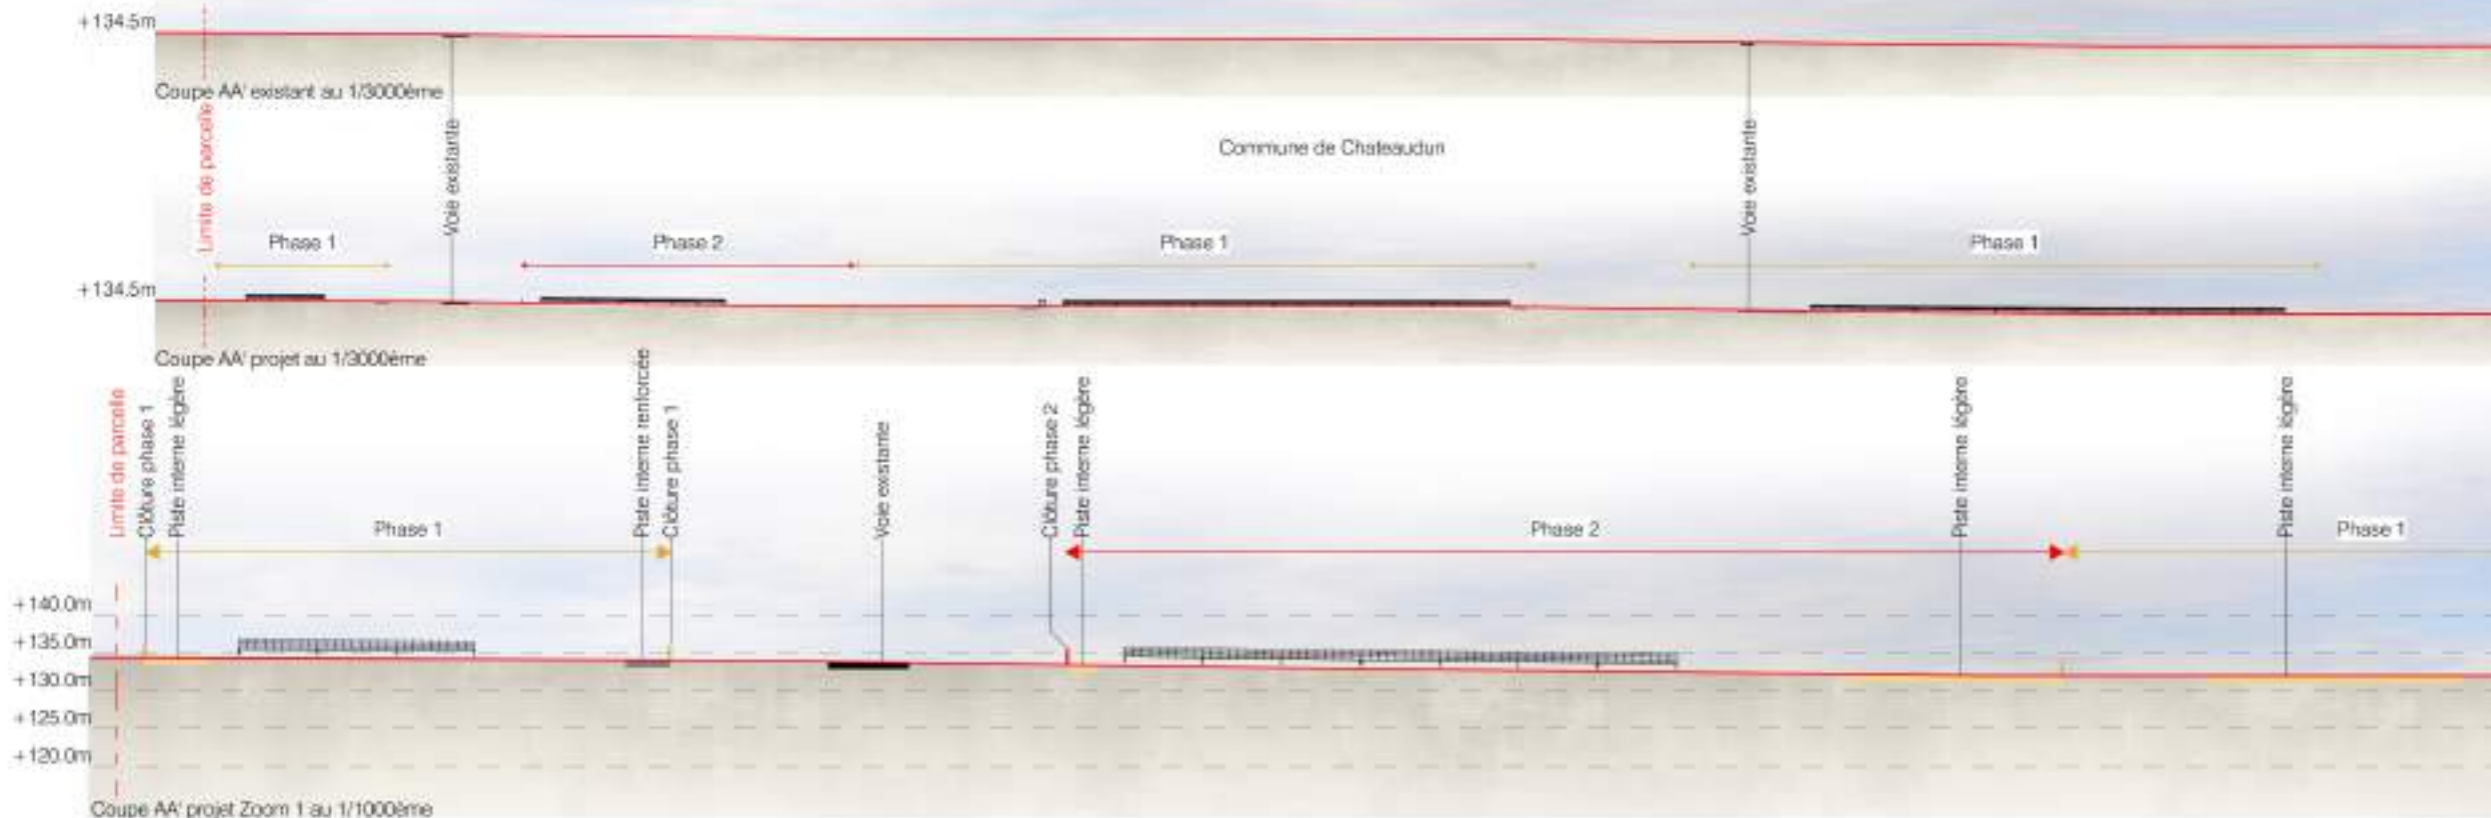 +134.5m
Coupe AA' existant au 1/3000ème
Limite de parcelle
Voie existante
Commune de Chateaudun
Voie existante
Phase 1
Phase 2
Phase 1
Phase 1
+134.5m
Coupe AA' projet au 1/3000ème
Limite de parcelle
Clôture phase 1
Piste interne légère
Piste interne renforcée
Clôture phase 1
Voie existante
Clôture phase 2
Piste interne légère
Piste interne légère
Piste interne légère
Phase 1
Phase 2
Phase 1
+140.0m
+135.0m
+130.0m
+125.0m
+120.0m
Coupe AA' projet Zoom 1 au 1/1000ème